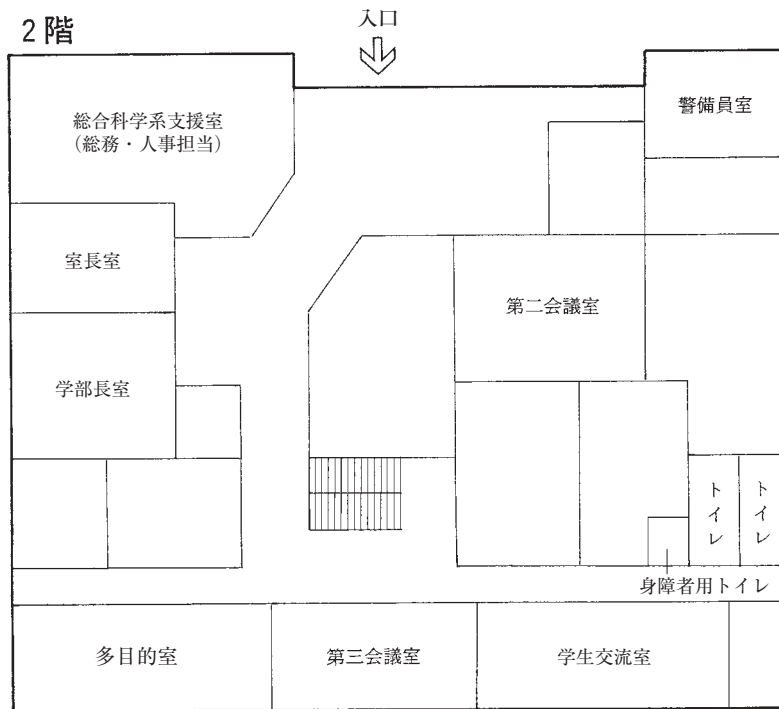 2階
入口
総合科学系支援室
(総務・人事担当)
警備員室
室長室
第二会議室
学部長室
トイレ
トイレ
身障者用トイレ
多目的室
第三会議室
学生交流室